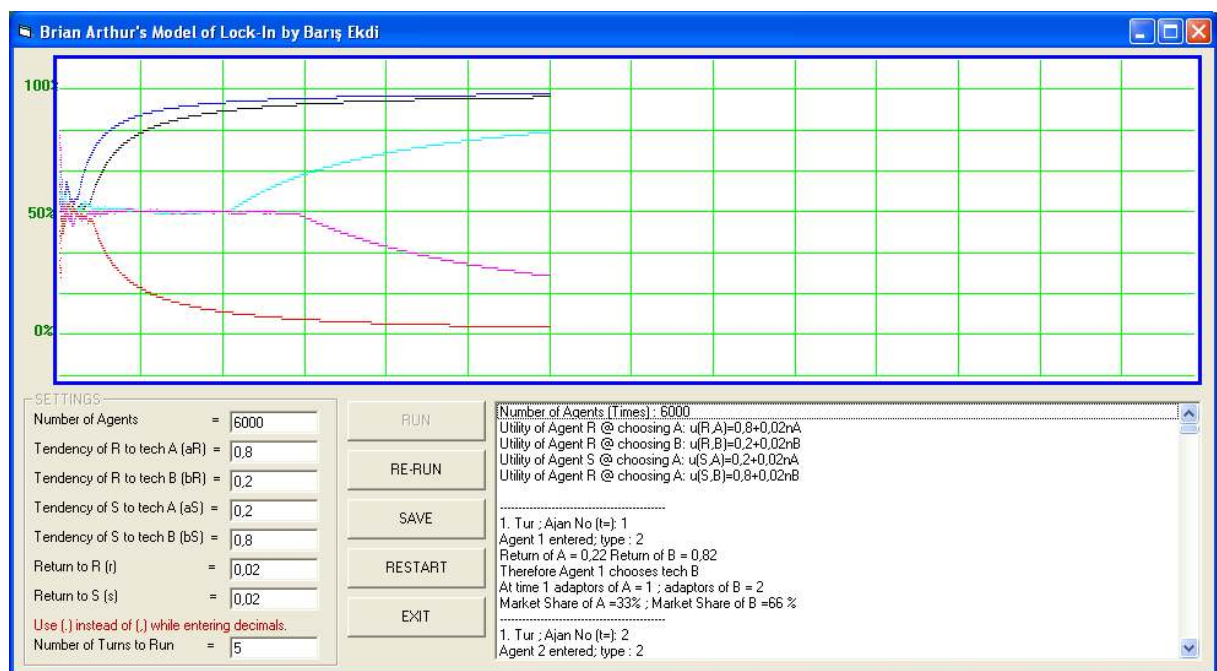 Brian Arthur's Model of Lock-In by Barış Ekdi
100%
50%
0%
SETTINGS
Number of Agents = 6000
Tendency of R to tech A (aR) = 0,8
Tendency of R to tech B (bR) = 0,2
Tendency of S to tech A (aS) = 0,2
Tendency of S to tech B (bS) = 0,8
Return to R (r) = 0,02
Return to S (s) = 0,02
Use (.) instead of (,) while entering decimals.
Number of Turns to Run = 5
RUN
RE-RUN
SAVE
RESTART
EXIT
Number of Agents (Times) : 6000
Utility of Agent R @ choosing A: u(R,A)=0,8+0,02nA
Utility of Agent R @ choosing B: u(R,B)=0,2+0,02nB
Utility of Agent S @ choosing A: u(S,A)=0,2+0,02nA
Utility of Agent R @ choosing A: u(S,B)=0,8+0,02nB
--------------------------------------------
1. Tur ; Ajan No (t=): 1
Agent 1 entered; type : 2
Return of A = 0,22 Return of B = 0,82
Therefore Agent 1 chooses tech B
At time 1 adaptors of A = 1 ; adaptors of B = 2
Market Share of A =33% ; Market Share of B =66 %
--------------------------------------------
1. Tur ; Ajan No (t=): 2
Agent 2 entered; type : 2